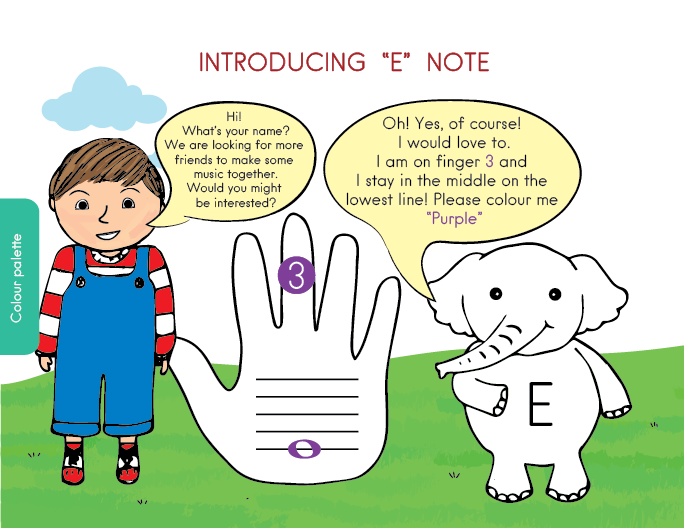 INTRODUCING “E” NOTE
Hi!
What's your name?
We are looking for more
friends to make some
music together.
Would you might
be interested?
Oh! Yes, of course!
I would love to.
I am on finger 3 and
I stay in the middle on the
lowest line! Please colour me
“Purple”
Colour palette
3
E